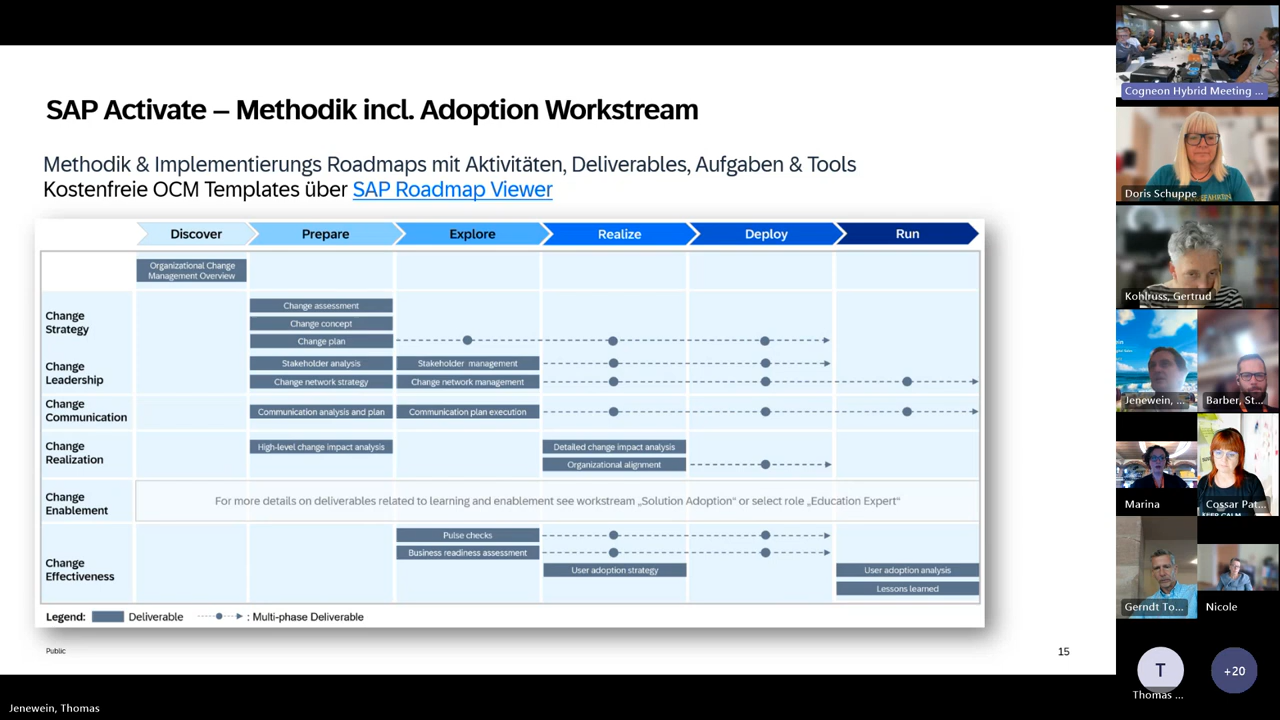 SAP Activate – Methodik incl. Adoption Workstream
Methodik & Implementierungs Roadmaps mit Aktivitäten, Deliverables, Aufgaben & Tools
Kostenfreie OCM Templates über SAP Roadmap Viewer
Discover
Prepare
Explore
Realize
Deploy
Run
Organizational Change
Management Overview
Change
Strategy
Change assessment
Change concept
Change plan
Change
Leadership
Stakeholder analysis
Stakeholder management
Change network strategy
Change network management
Change
Communication
Communication analysis and plan
Communication plan execution
Change
Realization
High-level change impact analysis
Detailed change impact analysis
Organizational alignment
Change
Enablement
For more details on deliverables related to learning and enablement see workstream „Solution Adoption“ or select role „Education Expert“
Change
Effectiveness
Pulse checks
Business readiness assessment
User adoption strategy
User adoption analysis
Lessons learned
Legend:
Deliverable
: Multi-phase Deliverable
Public
15
Jenewein, Thomas
Cogneon Hybrid Meeting ...
Doris Schuppe
Kohlruss, Gertrud
Jenewein, ...
Barber, St...
Marina
Cossar Pat...
Gerndt To...
Nicole
T
Thomas ...
+20